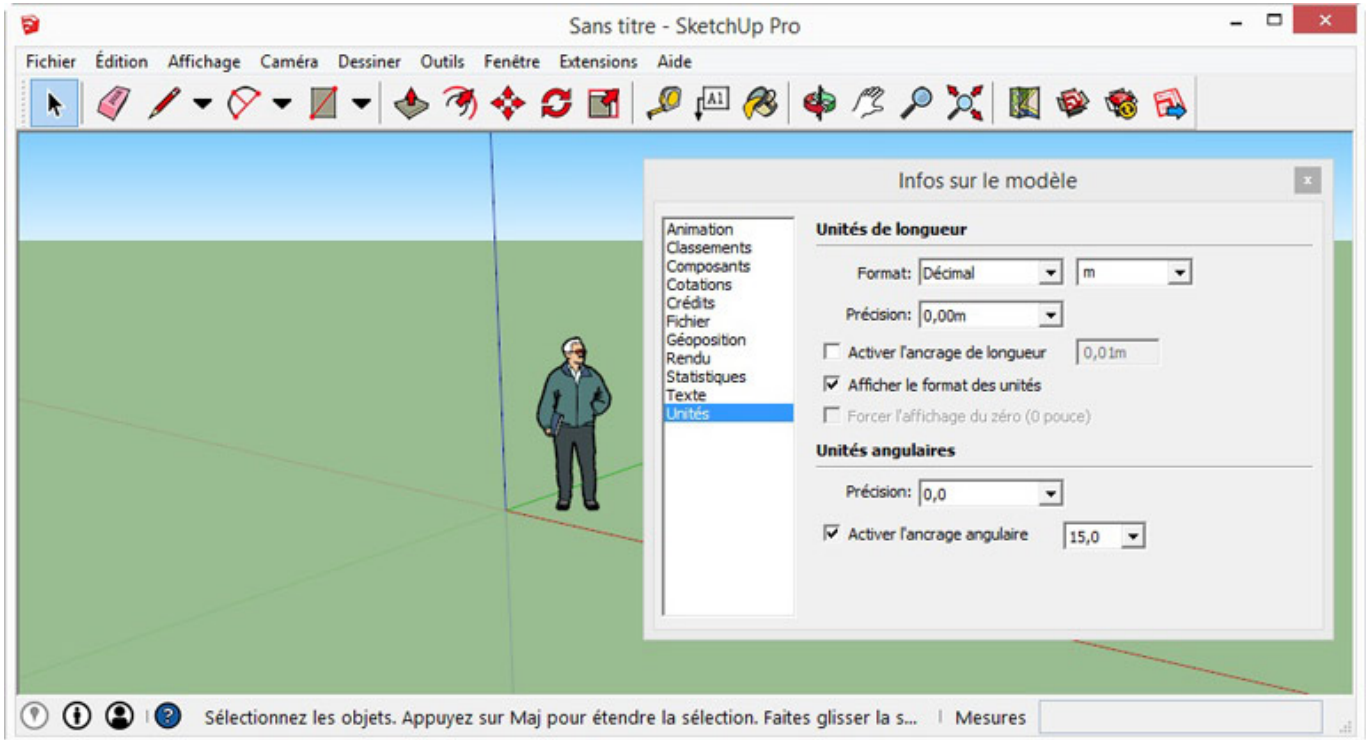 Sans titre - SketchUp Pro
Fichier Édition Affichage Caméra Dessiner Outils Fenêtre Extensions Aide
A1
Infos sur le modèle
Animation
Classements
Composants
Cotations
Crédits
Fichier
Géoposition
Rendu
Statistiques
Texte
Unités
Unités de longueur
Format: Décimal m
Précision: 0,00m
Activer l'ancrage de longueur 0,01m
Afficher le format des unités
Forcer l'affichage du zéro (0 pouce)
Unités angulaires
Précision: 0,0
Activer l'ancrage angulaire 15,0
Sélectionnez les objets. Appuyez sur Maj pour étendre la sélection. Faites glisser la s... Mesures